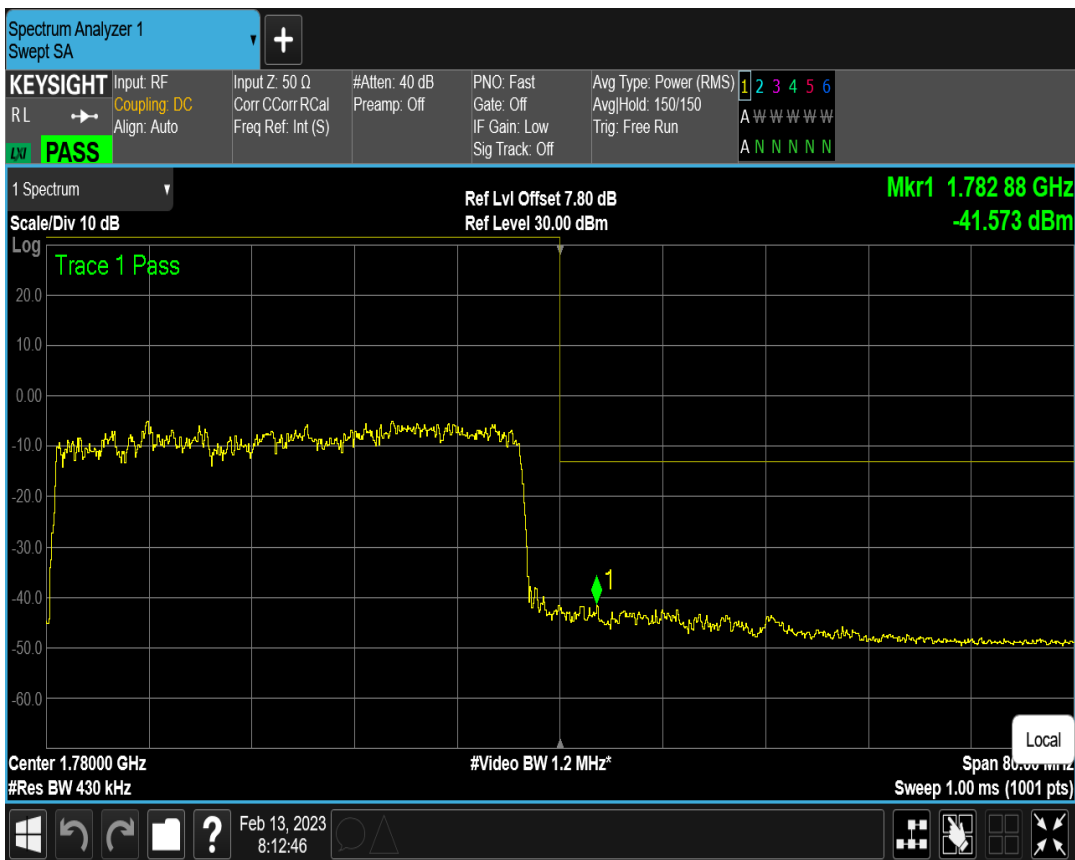 Spectrum Analyzer 1
Swept SA
+
KEYSIGHT
RL
LXI
PASS
Input: RF
Coupling: DC
Align: Auto
Input Z: 50 Ω
Corr CCorr RCal
Freq Ref: Int (S)
#Atten: 40 dB
Preamp: Off
PNO: Fast
Gate: Off
IF Gain: Low
Sig Track: Off
Avg Type: Power (RMS)
Avg|Hold: 150/150
Trig: Free Run
1 2 3 4 5 6
A W W W W W
A N N N N N
1 Spectrum
Scale/Div 10 dB
Ref Lvl Offset 7.80 dB
Ref Level 30.00 dBm
Mkr1 1.782 88 GHz
-41.573 dBm
Log
Trace 1 Pass
20.0
10.0
0.00
-10.0
-20.0
-30.0
1
-40.0
-50.0
-60.0
Local
Center 1.78000 GHz
#Res BW 430 kHz
#Video BW 1.2 MHz*
Span 80.00 MHz
Sweep 1.00 ms (1001 pts)
?
Feb 13, 2023
8:12:46